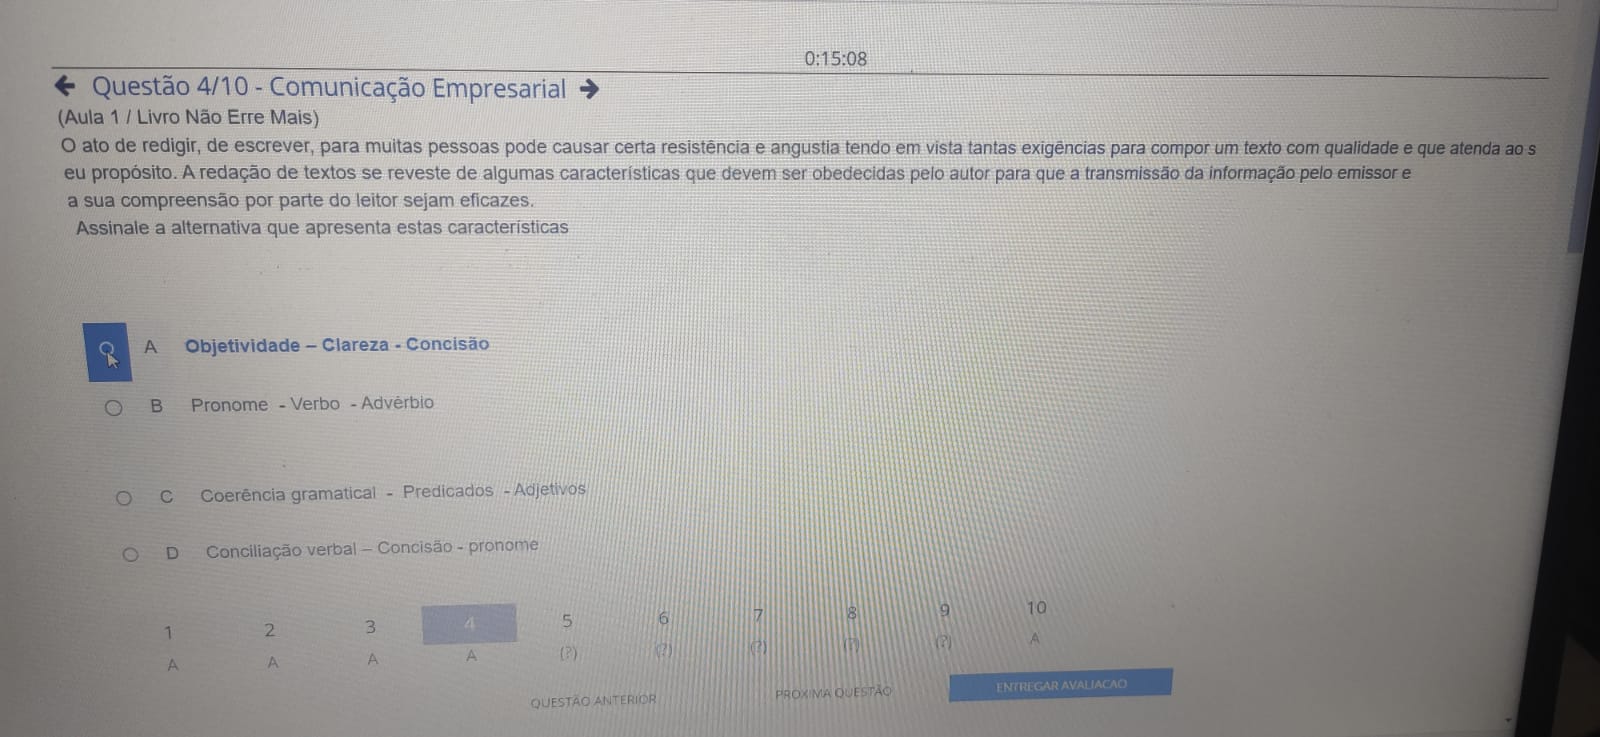 0:15:08
← Questão 4/10 - Comunicação Empresarial →
(Aula 1 / Livro Não Erre Mais)
O ato de redigir, de escrever, para muitas pessoas pode causar certa resistência e angustia tendo em vista tantas exigências para compor um texto com qualidade e que atenda ao s
eu propósito. A redação de textos se reveste de algumas características que devem ser obedecidas pelo autor para que a transmissão da informação pelo emissor e
a sua compreensão por parte do leitor sejam eficazes.
Assinale a alternativa que apresenta estas características
A Objetividade – Clareza - Concisão
B Pronome - Verbo - Advérbio
C Coerência gramatical - Predicados - Adjetivos
D Conciliação verbal – Concisão - pronome
1 2 3 4 5 6 7 8 9 10
A A A A (?) (?) (?) (?) (?) A
QUESTÃO ANTERIOR PRÓXIMA QUESTÃO ENTREGAR AVALIACAO